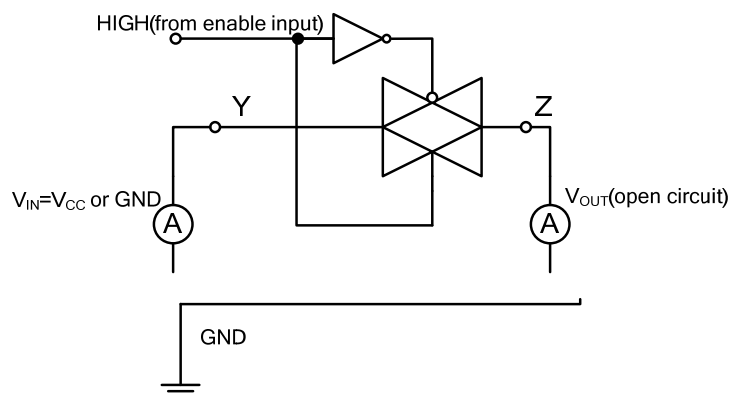 HIGH(from enable input)
Y
Z
VIN=VCC or GND
A
VOUT(open circuit)
A
GND